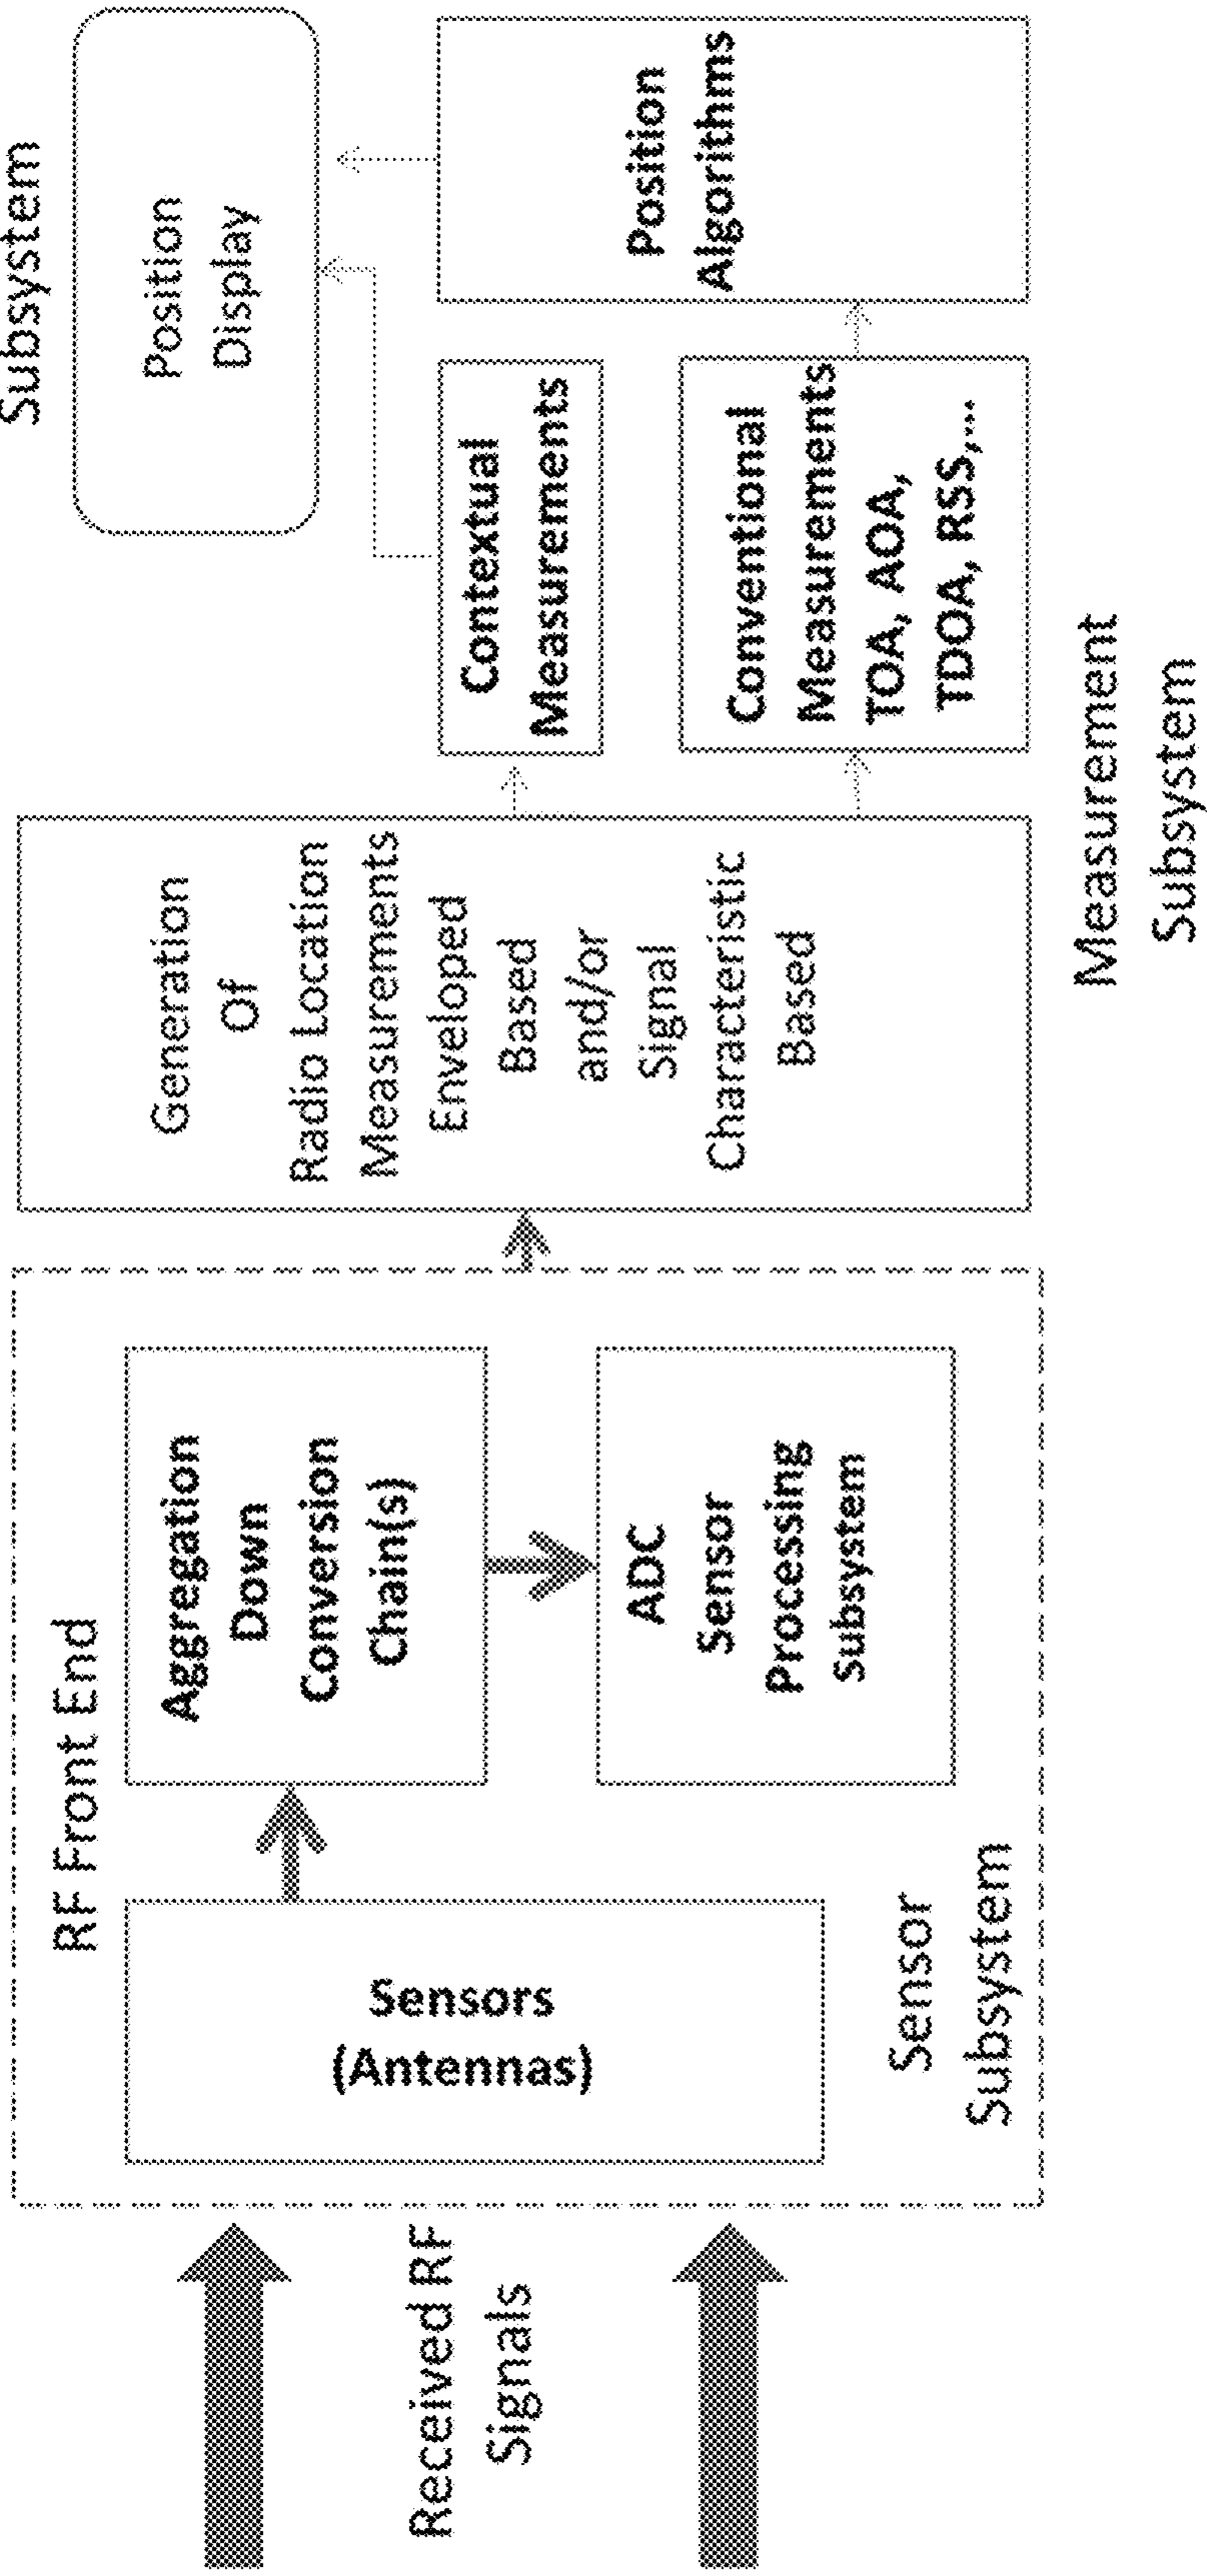 Received RF
Signals
RF Front End
Sensors
(Antennas)
Aggregation
Down
Conversion
Chain(s)
ADC
Sensor
Processing
Subsystem
Sensor
Subsystem
Generation
Of
Radio Location
Measurements
Enveloped
Based
and/or
Signal
Characteristic
Based
Contextual
Measurements
Conventional
Measurements
TOA, AOA,
TDOA, RSS,...
Measurement
Subsystem
Subsystem
Position
Display
Position
Algorithms